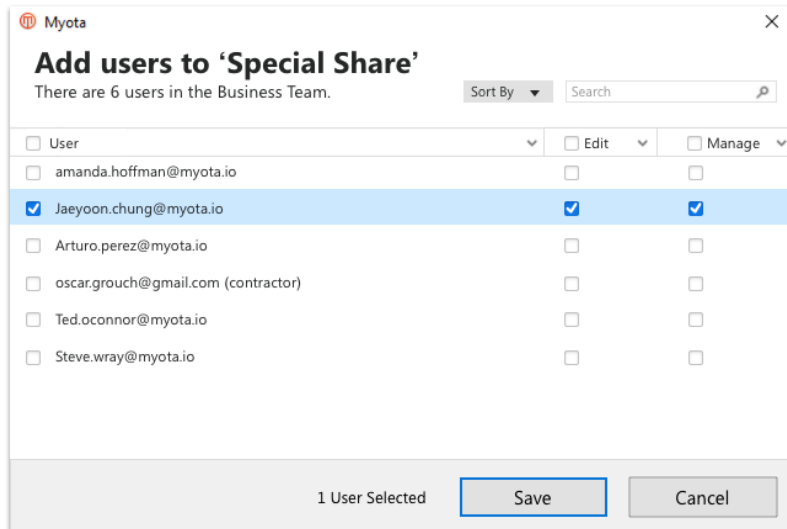 Myota
Add users to ‘Special Share’
There are 6 users in the Business Team.
Sort By
Search
User Edit Manage
amanda.hoffman@myota.io
Jaeyoon.chung@myota.io
Arturo.perez@myota.io
oscar.grouch@gmail.com (contractor)
Ted.oconnor@myota.io
Steve.wray@myota.io
1 User Selected Save Cancel